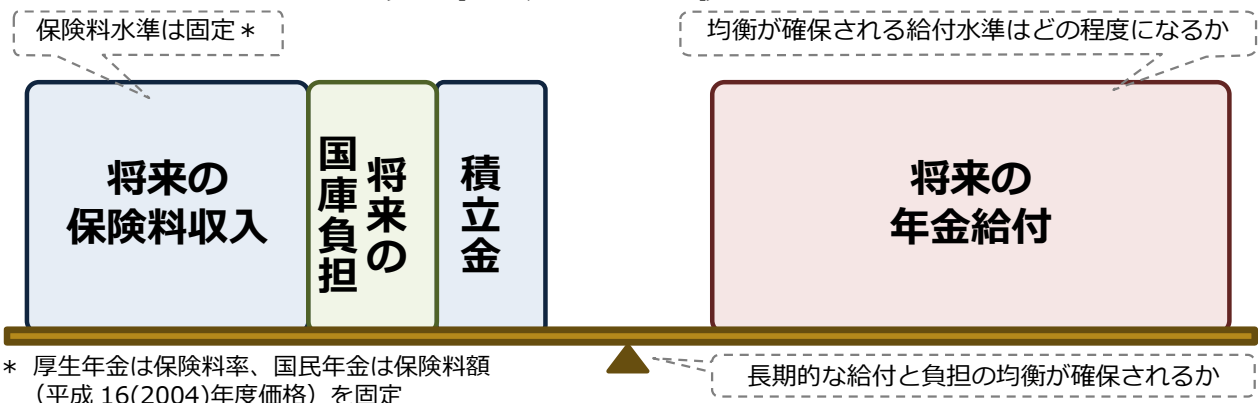 保険料水準は固定＊
均衡が確保される給付水準はどの程度になるか
将来の
保険料収入
将来の
国庫負担
積立金
将来の
年金給付
＊ 厚生年金は保険料率、国民年金は保険料額
（平成 16(2004)年度価格）を固定
長期的な給付と負担の均衡が確保されるか